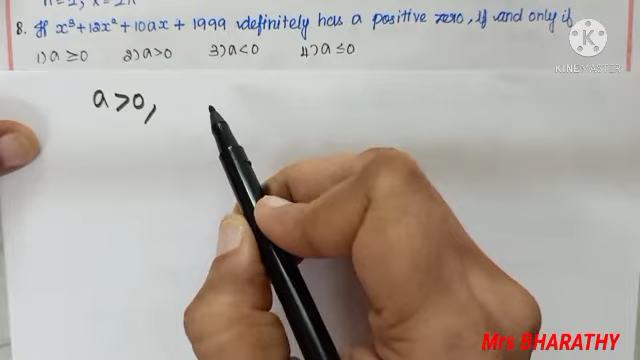 8. If x³ + 12x² + 10ax + 1999 definitely has a positive zero, if and only if
1) a ≥ 0 2) a > 0 3) a < 0 4) a ≤ 0
KINEMASTER
a > 0,
Mrs BHARATHY